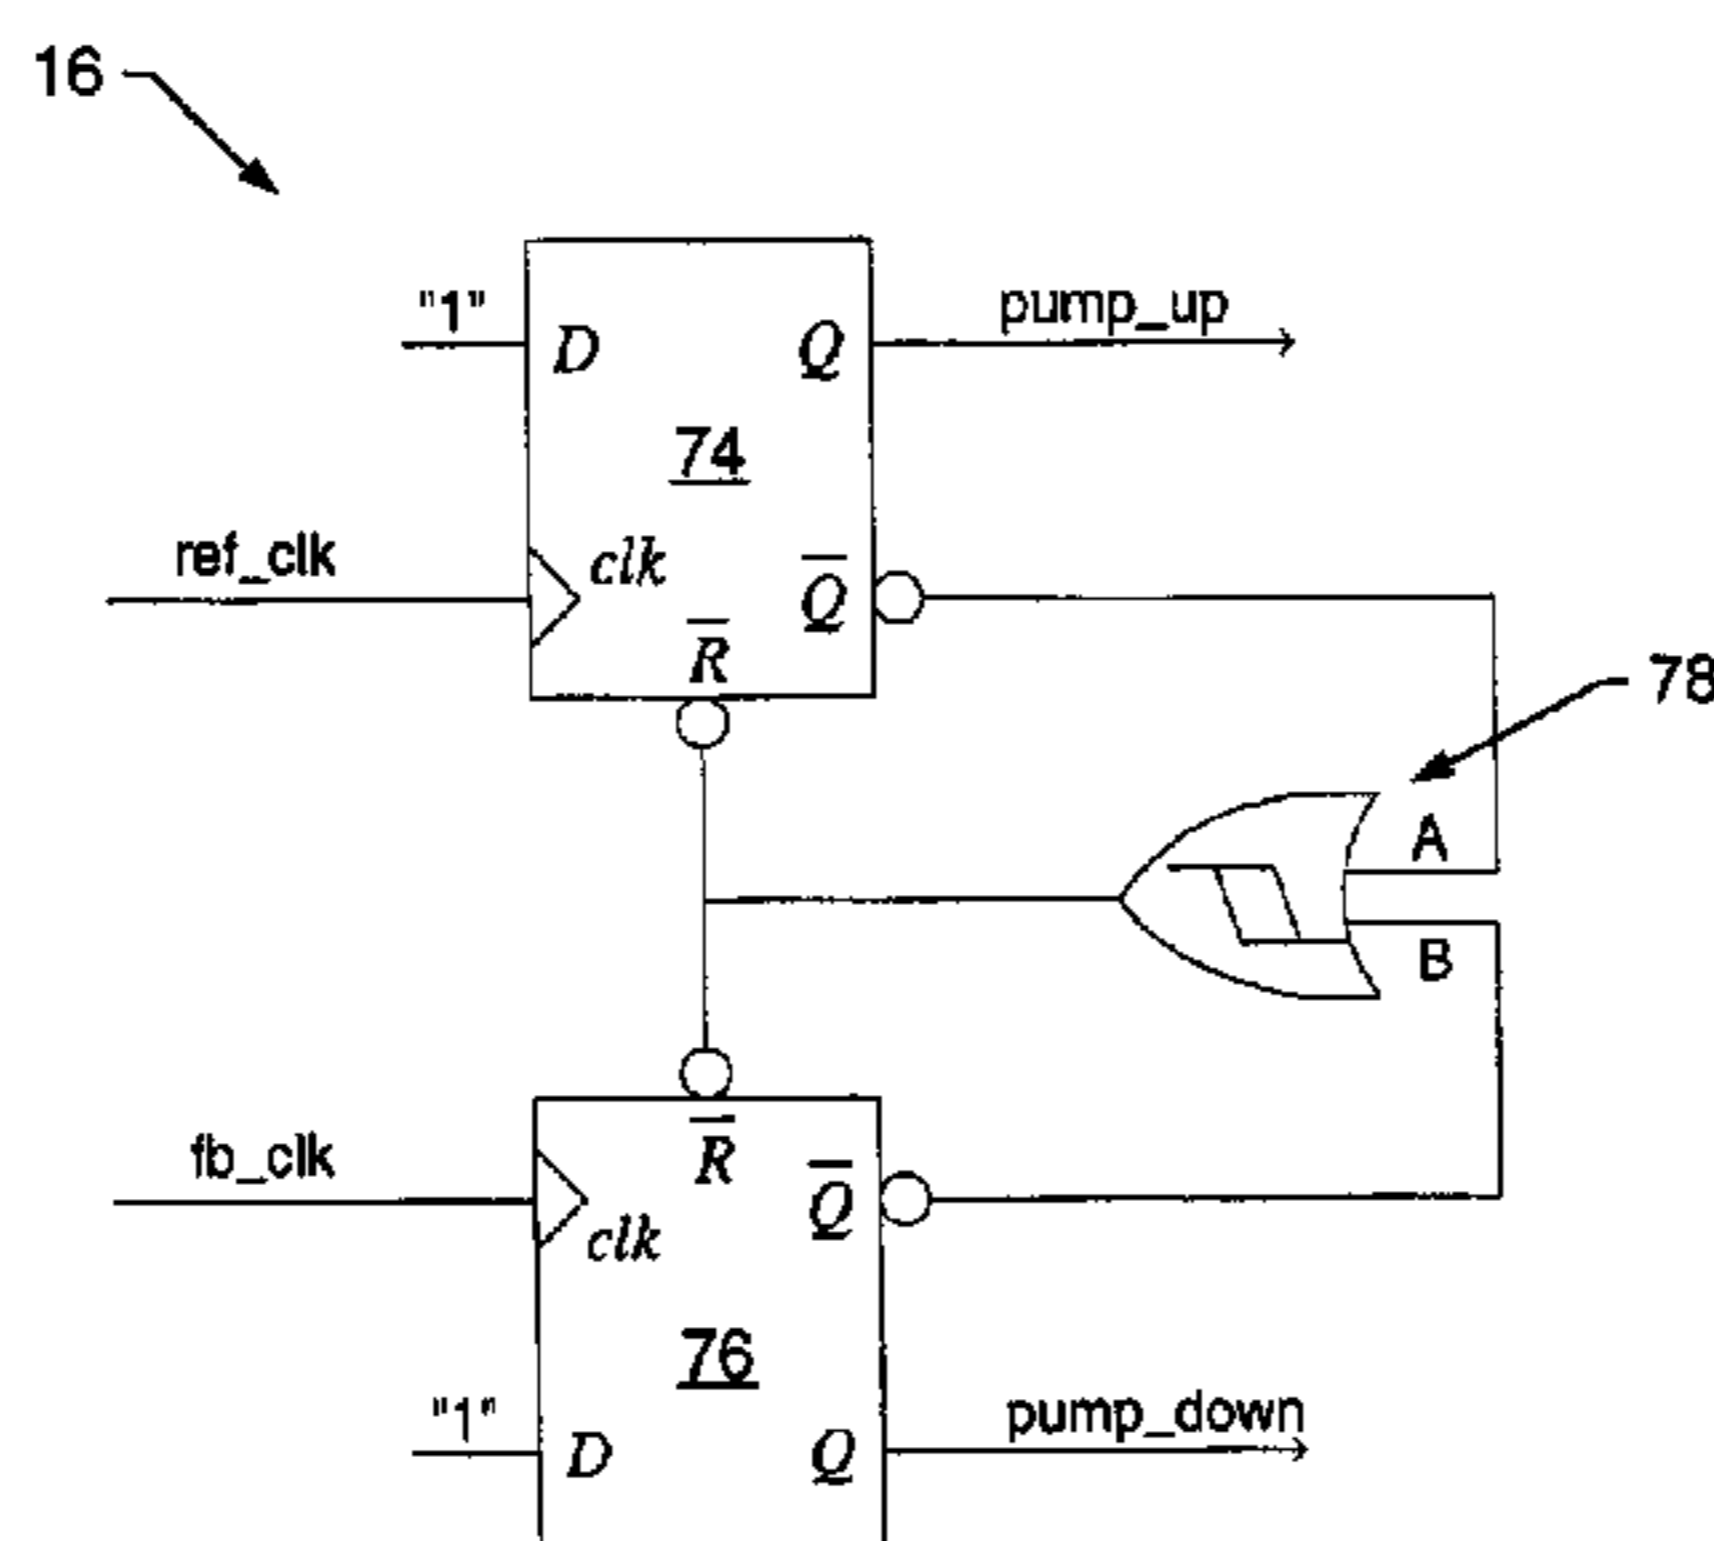 16
"1"
D
Q
pump_up
74
ref_clk
clk
Q̅
R̅
78
A
B
fb_clk
clk
R̅
Q̅
76
"1"
D
Q
pump_down